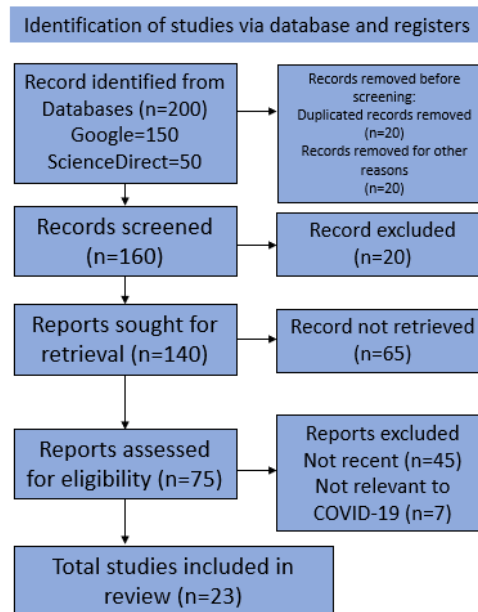 Identification of studies via database and registers
Record identified from
Databases (n=200)
Google=150
ScienceDirect=50
Records removed before
screening:
Duplicated records removed
(n=20)
Records removed for other
reasons
(n=20)
Records screened
(n=160)
Record excluded
(n=20)
Reports sought for
retrieval (n=140)
Record not retrieved
(n=65)
Reports assessed
for eligibility (n=75)
Reports excluded
Not recent (n=45)
Not relevant to
COVID-19 (n=7)
Total studies included in
review (n=23)